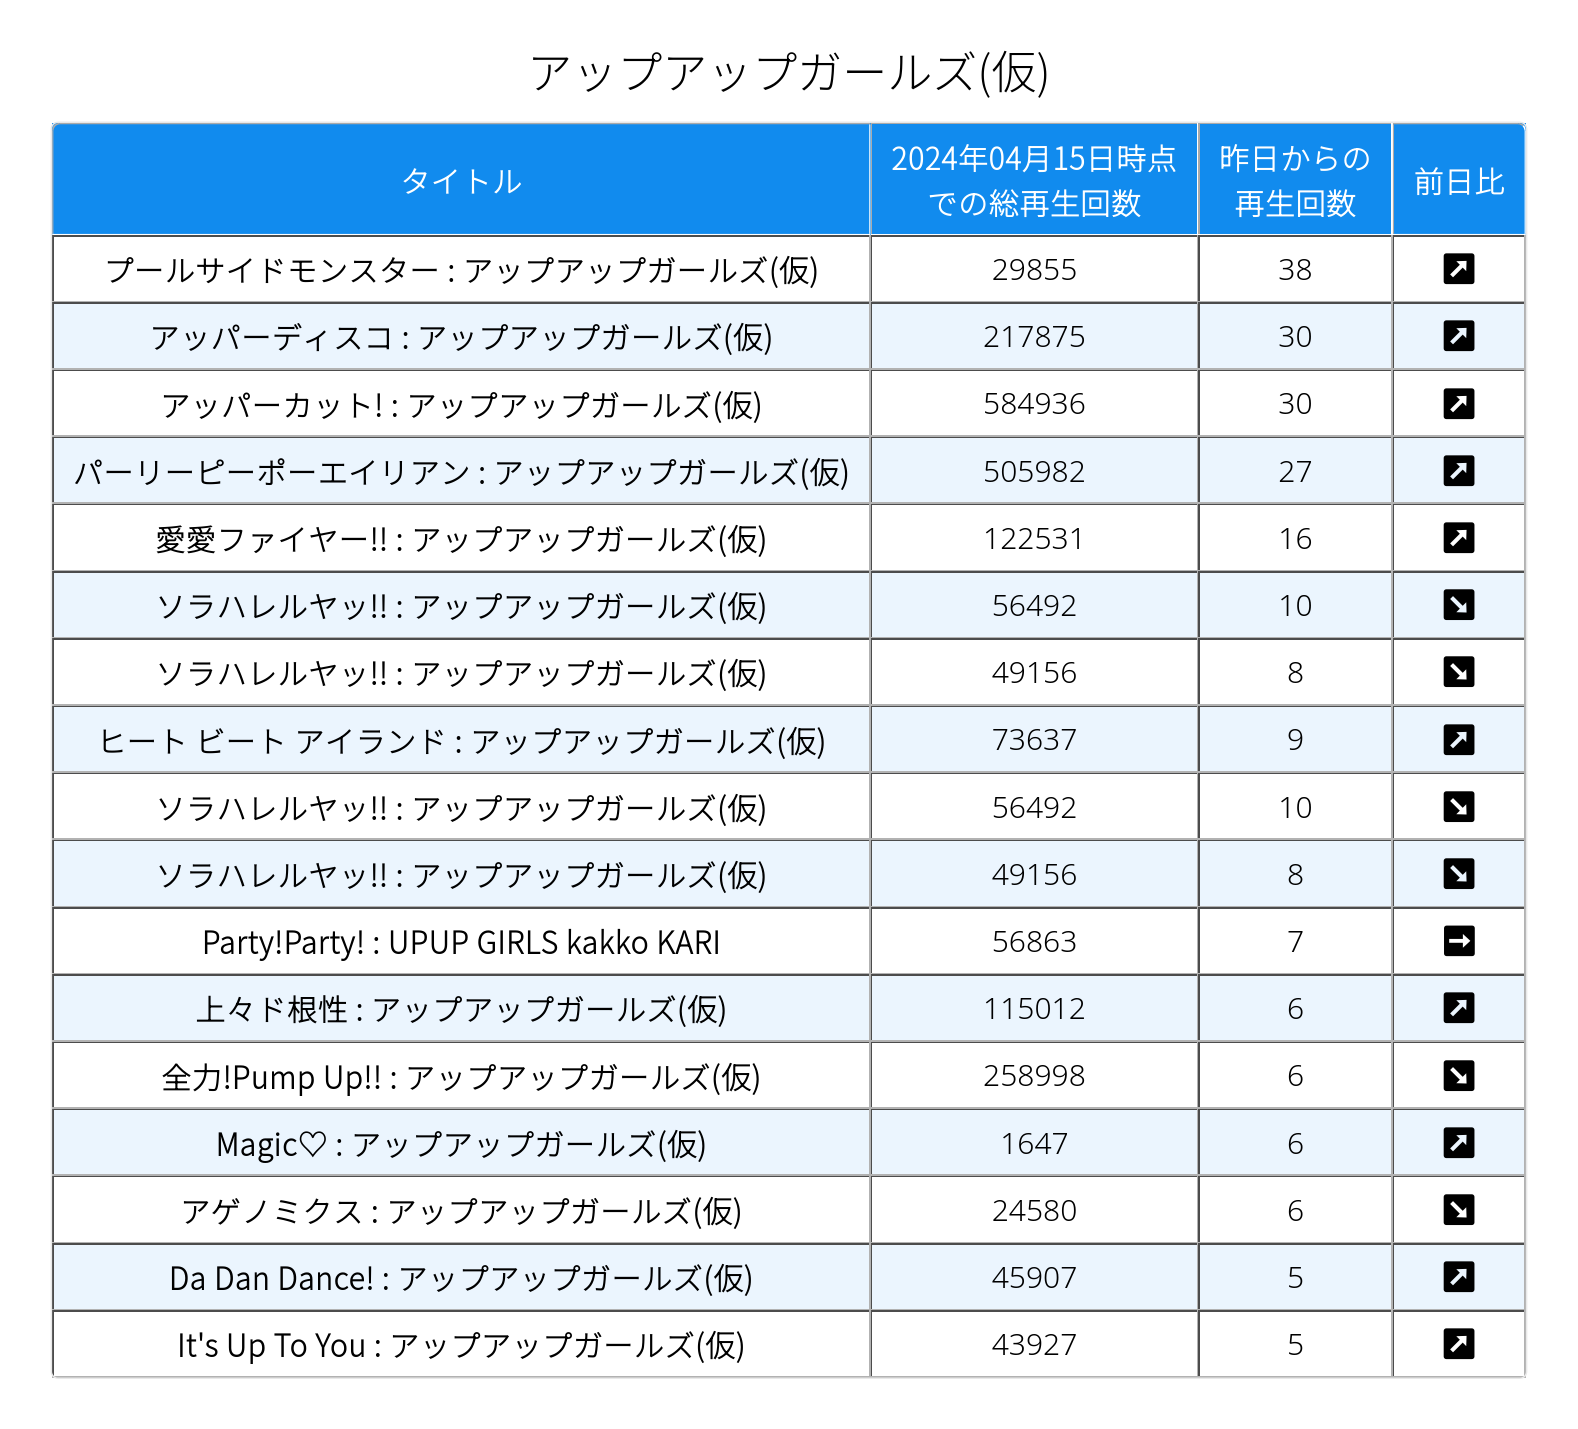 アップアップガールズ(仮)
タイトル 2024年04月15日時点での総再生回数 昨日からの再生回数 前日比
プールサイドモンスター : アップアップガールズ(仮) 29855 38 ↗
アッパーディスコ : アップアップガールズ(仮) 217875 30 ↗
アッパーカット! : アップアップガールズ(仮) 584936 30 ↗
パーリーピーポーエイリアン : アップアップガールズ(仮) 505982 27 ↗
愛愛ファイヤー!! : アップアップガールズ(仮) 122531 16 ↗
ソラハレルヤッ!! : アップアップガールズ(仮) 56492 10 ↘
ソラハレルヤッ!! : アップアップガールズ(仮) 49156 8 ↘
ヒート ビート アイランド : アップアップガールズ(仮) 73637 9 ↗
ソラハレルヤッ!! : アップアップガールズ(仮) 56492 10 ↘
ソラハレルヤッ!! : アップアップガールズ(仮) 49156 8 ↘
Party!Party! : UPUP GIRLS kakko KARI 56863 7 →
上々ド根性 : アップアップガールズ(仮) 115012 6 ↗
全力!Pump Up!! : アップアップガールズ(仮) 258998 6 ↘
Magic♡ : アップアップガールズ(仮) 1647 6 ↗
アゲノミクス : アップアップガールズ(仮) 24580 6 ↘
Da Dan Dance! : アップアップガールズ(仮) 45907 5 ↗
It's Up To You : アップアップガールズ(仮) 43927 5 ↗